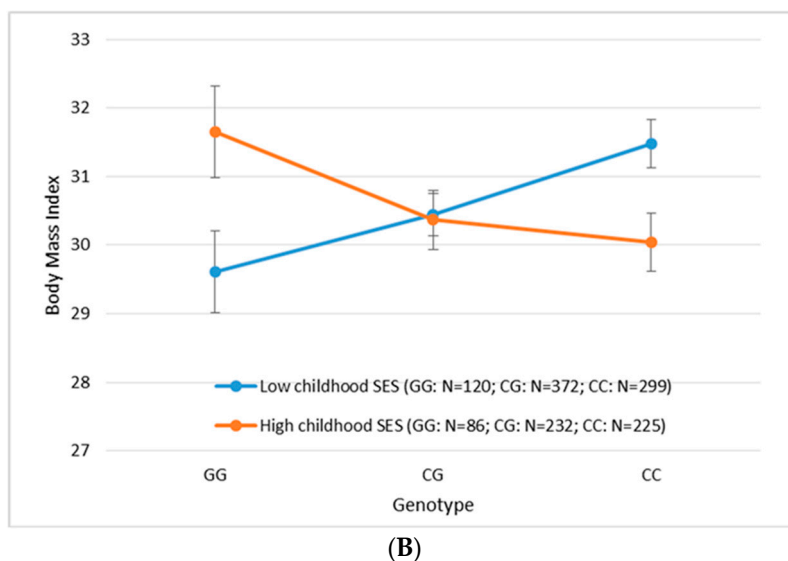 33
32
31
30
29
28
27
Body Mass Index
Low childhood SES (GG: N=120; CG: N=372; CC: N=299)
High childhood SES (GG: N=86; CG: N=232; CC: N=225)
GG CG CC
Genotype
(B)